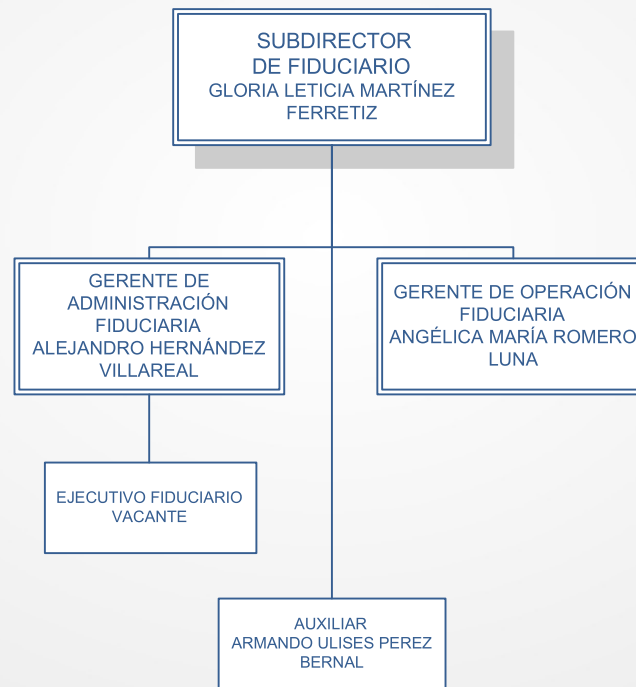 SUBDIRECTOR
DE FIDUCIARIO
GLORIA LETICIA MARTÍNEZ
FERRETIZ
GERENTE DE
ADMINISTRACIÓN
FIDUCIARIA
ALEJANDRO HERNÁNDEZ
VILLAREAL
GERENTE DE OPERACIÓN
FIDUCIARIA
ANGÉLICA MARÍA ROMERO
LUNA
EJECUTIVO FIDUCIARIO
VACANTE
AUXILIAR
ARMANDO ULISES PEREZ
BERNAL